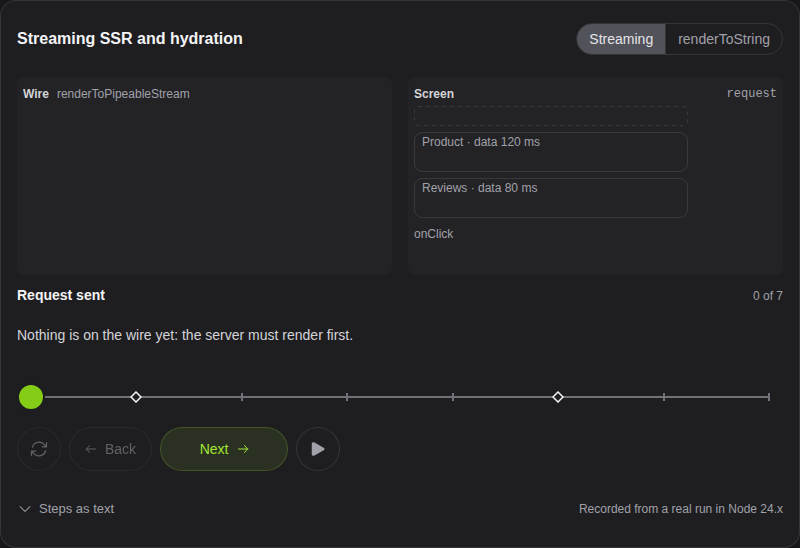 Streaming SSR and hydration
Streaming renderToString
Wire renderToPipeableStream
Screen request
Product · data 120 ms
Reviews · data 80 ms
onClick
Request sent
0 of 7
Nothing is on the wire yet: the server must render first.
← Back
Next →
Steps as text
Recorded from a real run in Node 24.x